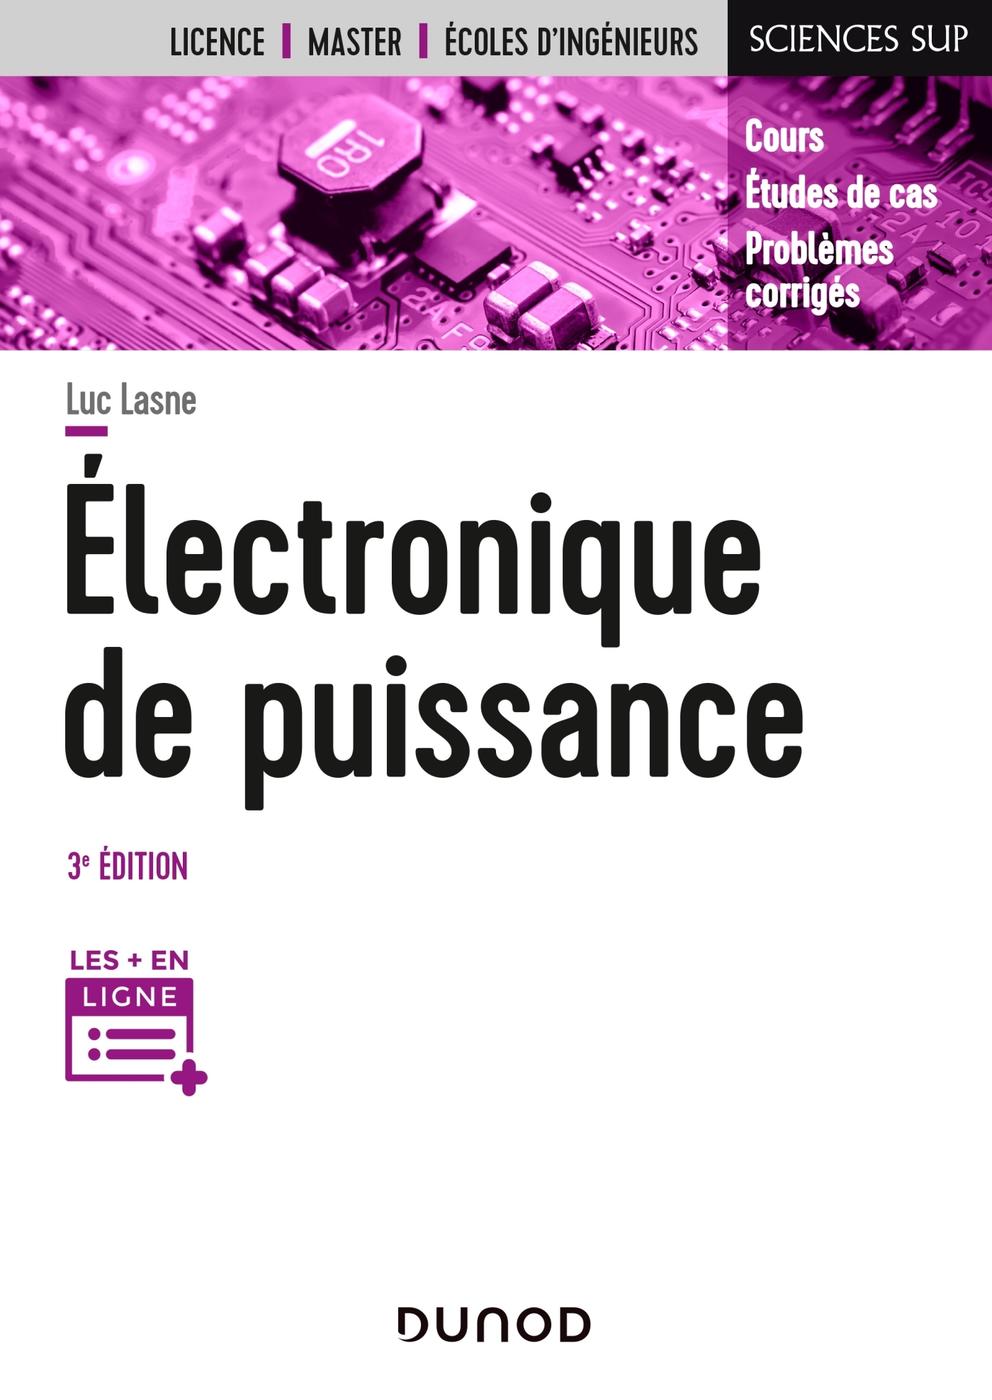 LICENCE | MASTER | ÉCOLES D'INGÉNIEURS
SCIENCES SUP
1R0
Cours
Études de cas
Problèmes
corrigés
Luc Lasne
Électronique
de puissance
3e ÉDITION
LES + EN
LIGNE
DUNOD